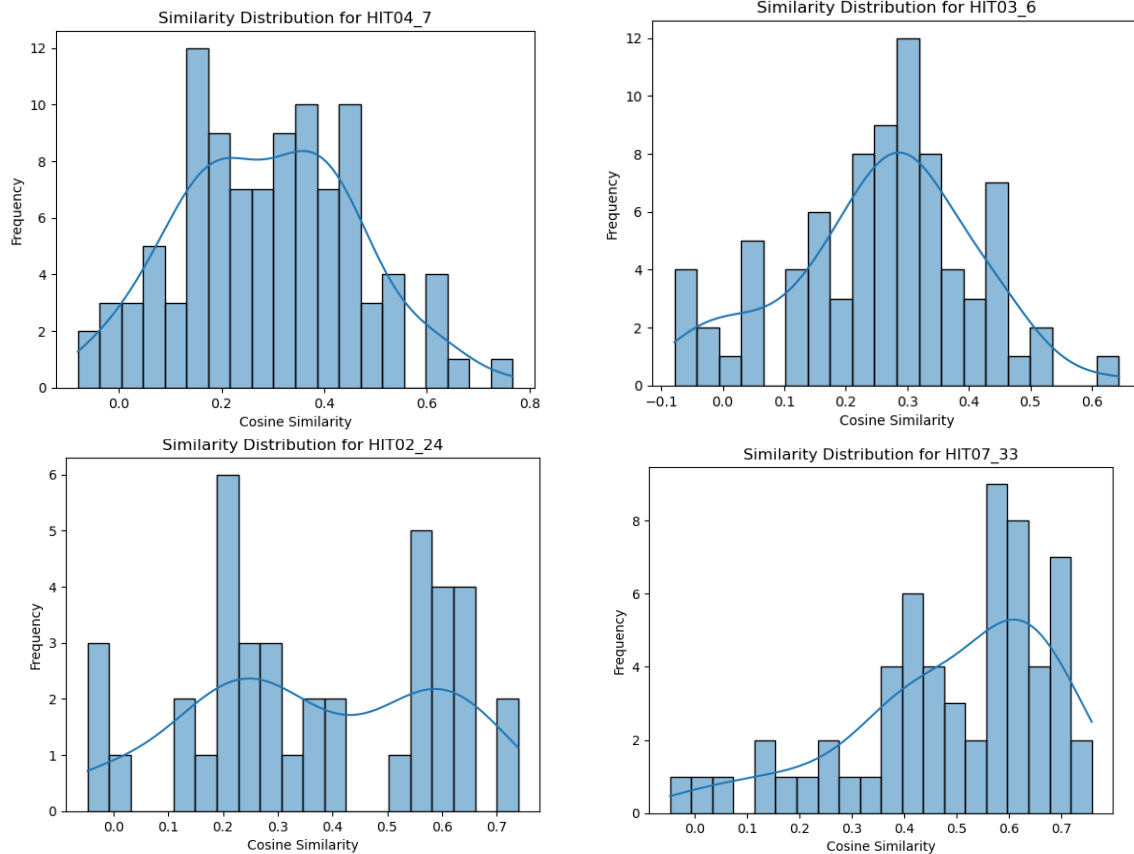 Similarity Distribution for HIT04_7
Frequency
12
10
8
6
4
2
0
0.0 0.2 0.4 0.6 0.8
Cosine Similarity
Similarity Distribution for HIT03_6
Frequency
12
10
8
6
4
2
0
−0.1 0.0 0.1 0.2 0.3 0.4 0.5 0.6
Cosine Similarity
Similarity Distribution for HIT02_24
Frequency
6
5
4
3
2
1
0
0.0 0.1 0.2 0.3 0.4 0.5 0.6 0.7
Cosine Similarity
Similarity Distribution for HIT07_33
Frequency
8
6
4
2
0
0.0 0.1 0.2 0.3 0.4 0.5 0.6 0.7
Cosine Similarity